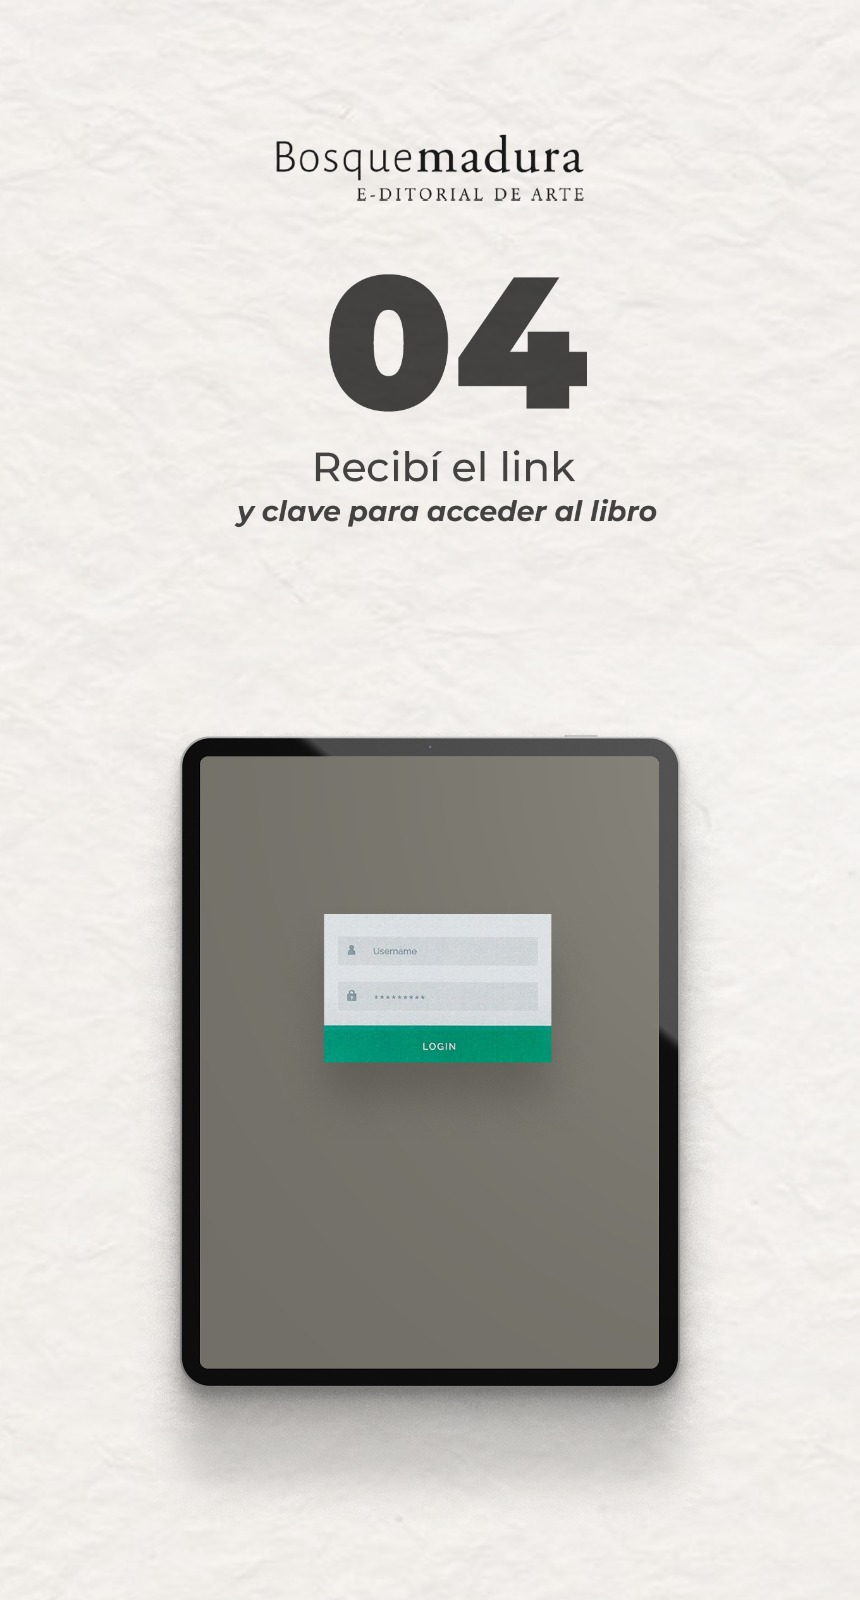 Bosquemadura
E-DITORIAL DE ARTE
04
Recibí el link
y clave para acceder al libro
Username
*********
LOGIN